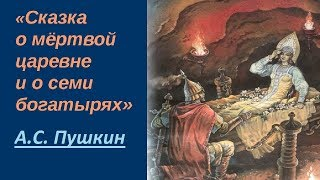 «Сказка
о мёртвой
царевне
и о семи
богатырях»
А.С. Пушкин